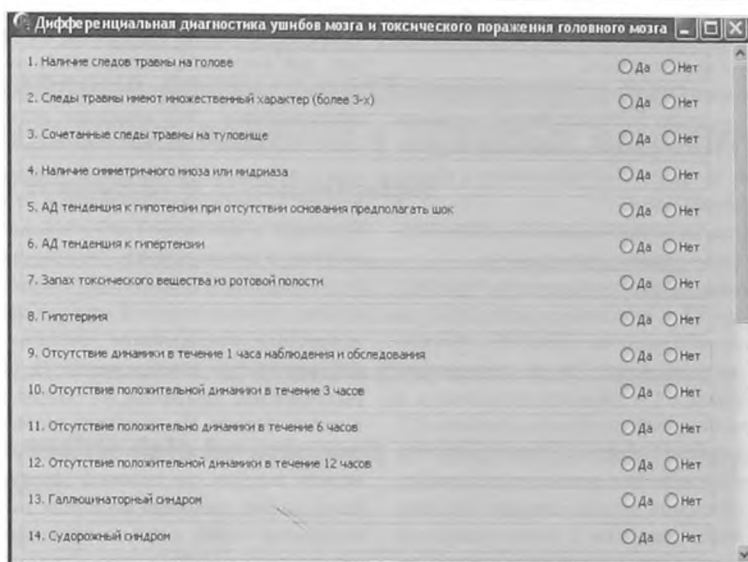 Дифференциальная диагностика ушибов мозга и токсического поражения головного мозга
1. Наличие следов травмы на голове Да Нет
2. Следы травмы имеют множественный характер (более 3-х) Да Нет
3. Сочетанные следы травмы на туловище Да Нет
4. Наличие симметричного миоза или мидриаза Да Нет
5. АД тенденция к гипотензии при отсутствии основания предполагать шок Да Нет
6. АД тенденция к гипертензии Да Нет
7. Запах токсического вещества из ротовой полости Да Нет
8. Гипотермия Да Нет
9. Отсутствие динамики в течение 1 часа наблюдения и обследования Да Нет
10. Отсутствие положительной динамики в течение 3 часов Да Нет
11. Отсутствие положительно динамики в течение 6 часов Да Нет
12. Отсутствие положительной динамики в течение 12 часов Да Нет
13. Галлюцинаторный синдром Да Нет
14. Судорожный синдром Да Нет